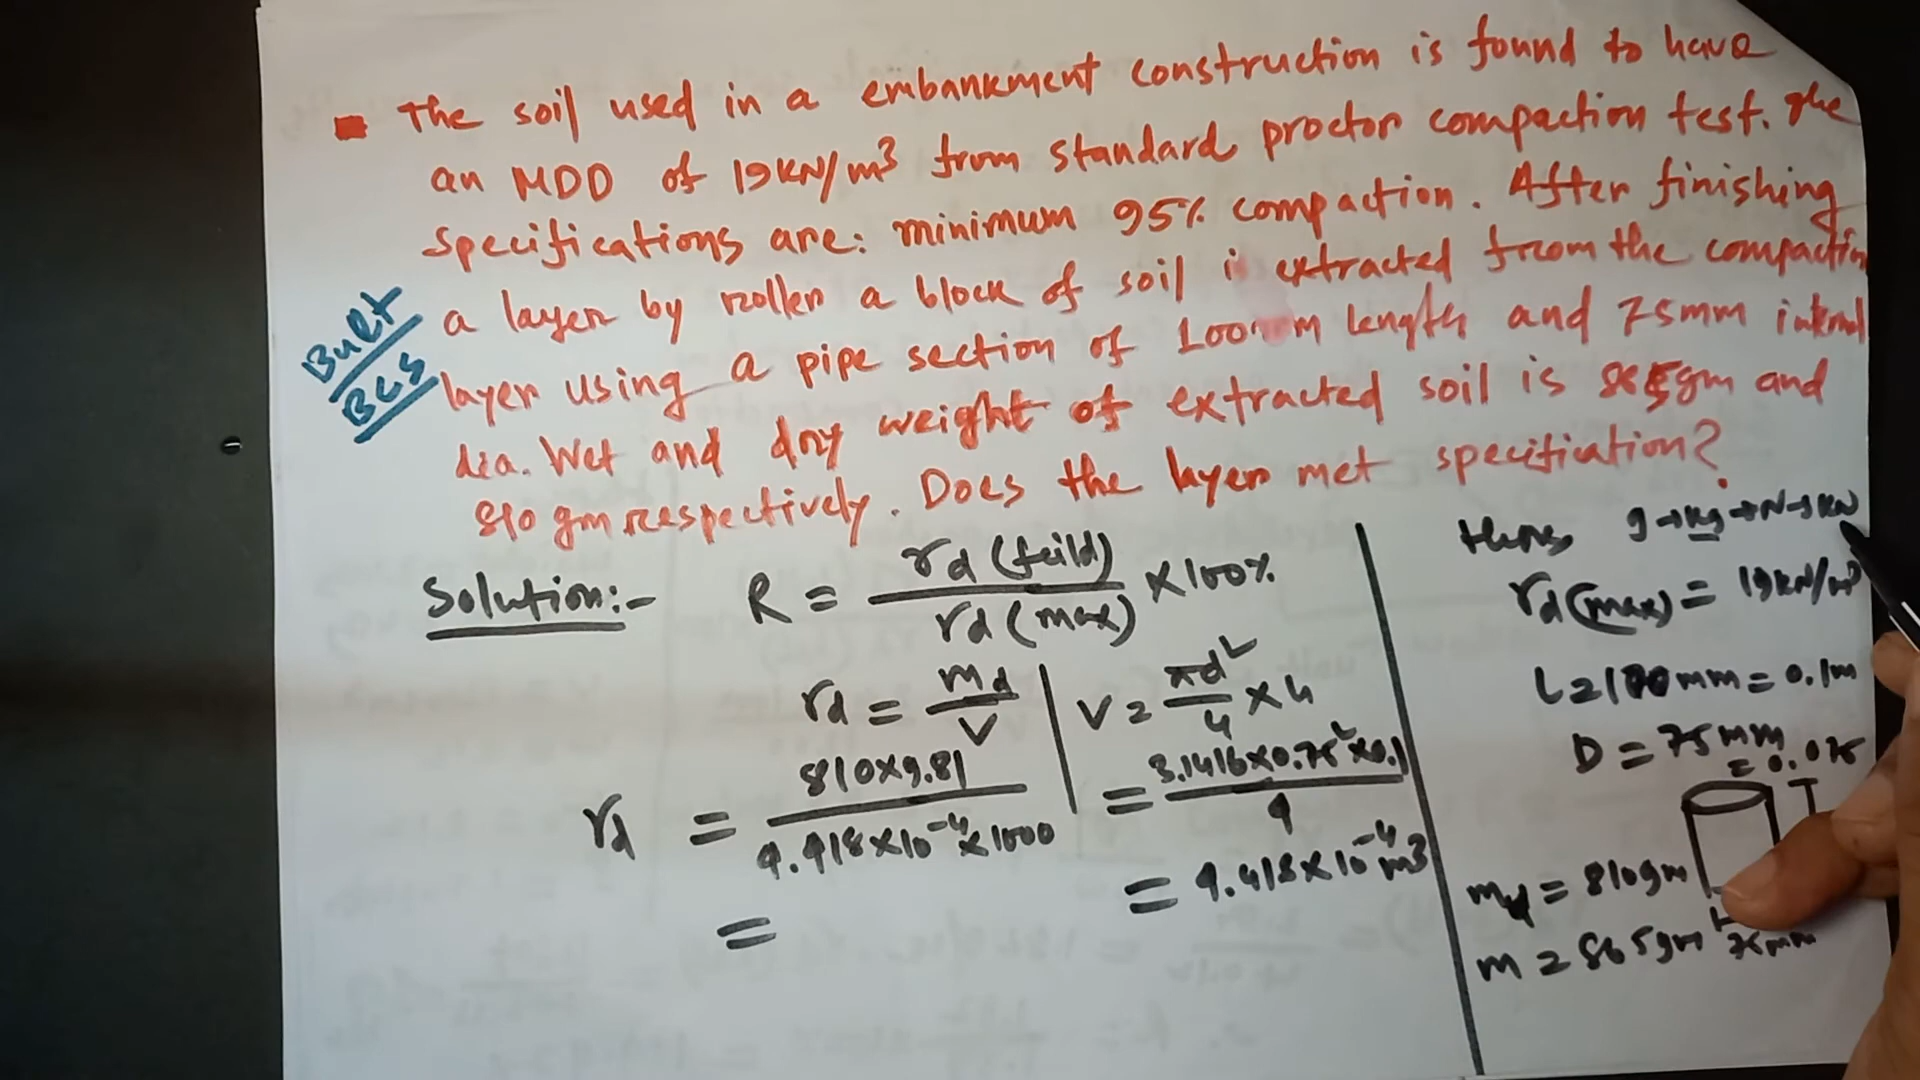 The soil used in a embankment construction is found to have
an MDD of 19KN/m³ from standard proctor compaction test. The
specifications are: minimum 95% compaction. After finishing
a layer by roller a block of soil is extracted from the compaction
layer using a pipe section of 100mm length and 75mm internal
dia. Wet and dry weight of extracted soil is 865gm and
810 gm respectively. Does the layer met specification?
Buet
BCS
Solution:-
R = γd (feild) / γd (max) ×100%
γd = md / V
V = πd² / 4 × h
γd = 810×9.81 / 4.418×10⁻⁴×1000
= 3.1416×0.75²×0.1 / 4
= 4.418×10⁻⁴ m³
=
g→kg→N→KN
γd(max) = 19KN/m³
L=100mm = 0.1m
D = 75mm
= 0.075
md = 810gm
m = 865gm
75mm